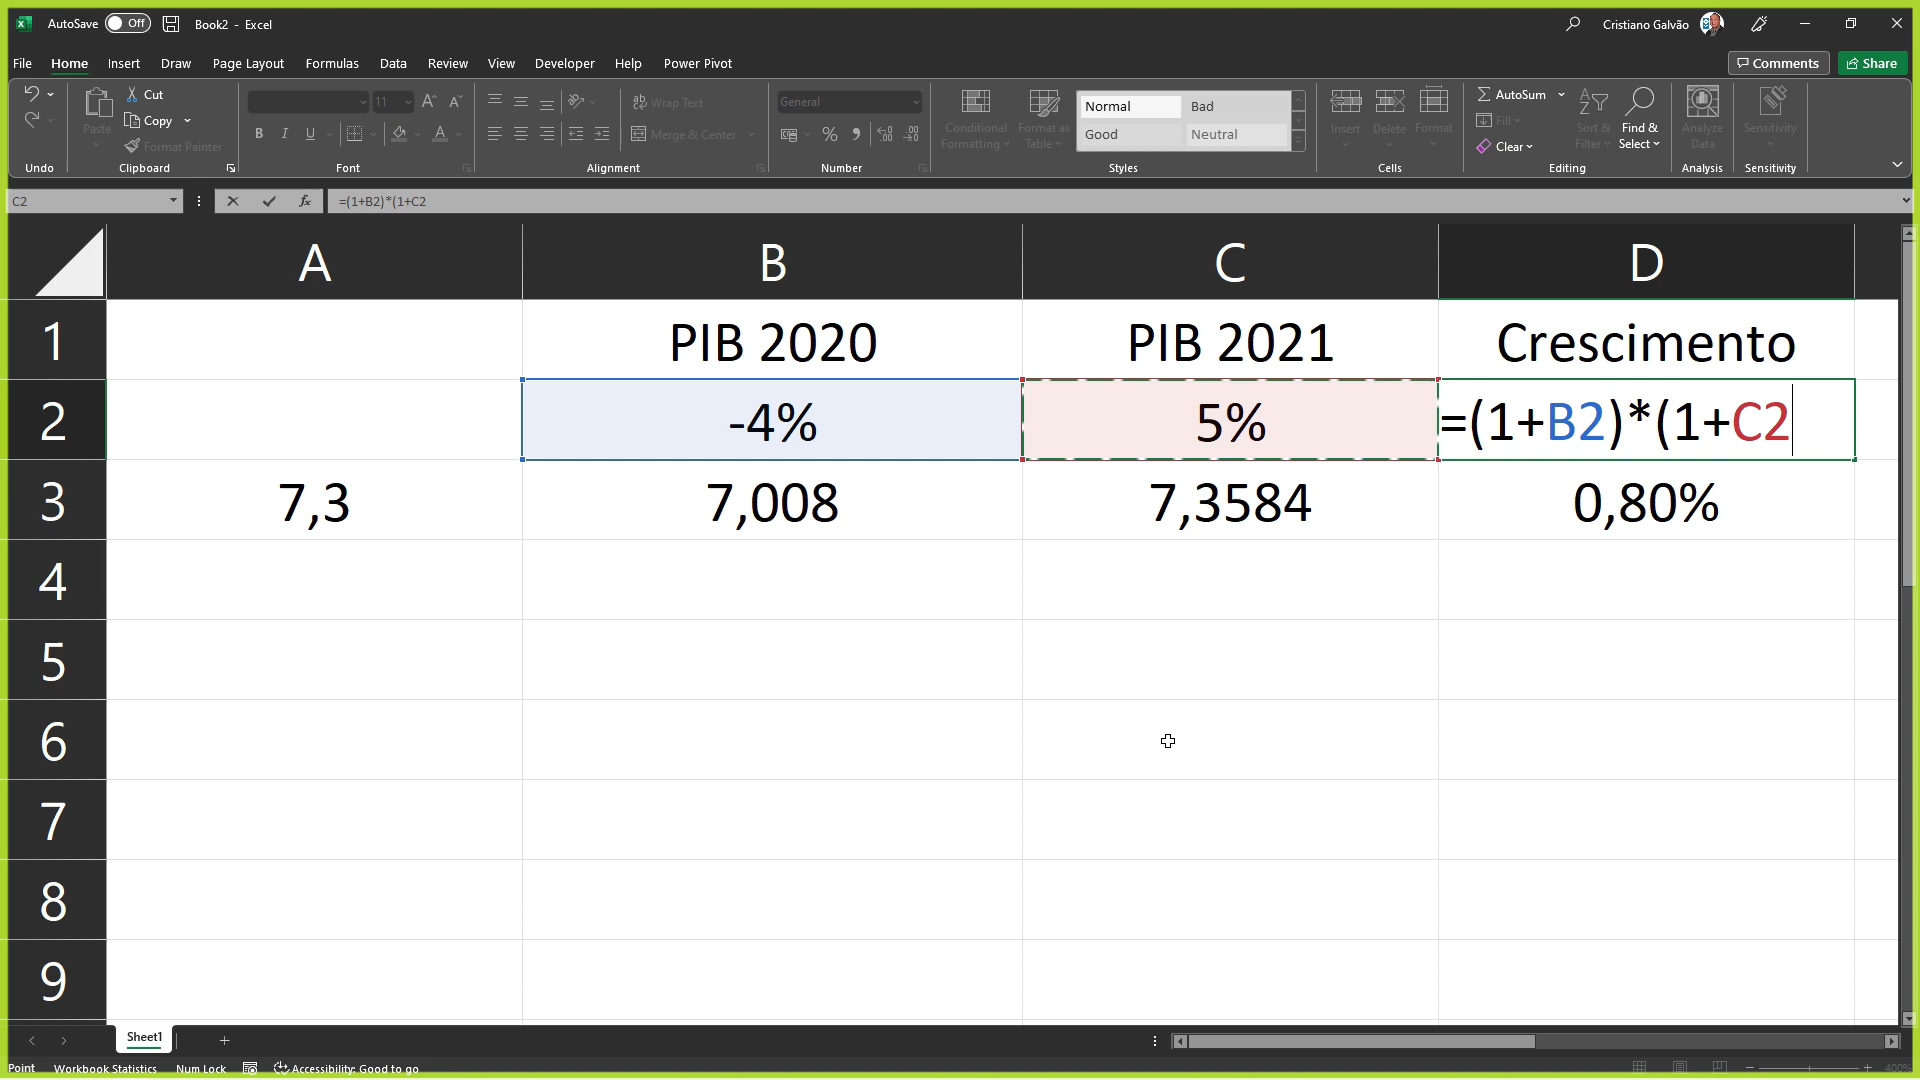 AutoSave Off Book2 - Excel Cristiano Galvão
File Home Insert Draw Page Layout Formulas Data Review View Developer Help Power Pivot Comments Share
Cut
Copy
Format Painter
Paste
Undo Clipboard
11
B I U
Font
ab Wrap Text
Merge & Center
Alignment
General
%
Number
Conditional Formatting
Format as Table
Normal Bad
Good Neutral
Styles
Insert Delete Format
Cells
AutoSum
Fill
Clear
Sort & Filter
Find & Select
Editing
Analyze Data
Analysis
Sensitivity
Sensitivity
C2 fx =(1+B2)*(1+C2
A B C D
1 PIB 2020 PIB 2021 Crescimento
2 -4% 5% =(1+B2)*(1+C2
3 7,3 7,008 7,3584 0,80%
4
5
6
7
8
9
Sheet1
Point Workbook Statistics Num Lock Accessibility: Good to go 400%